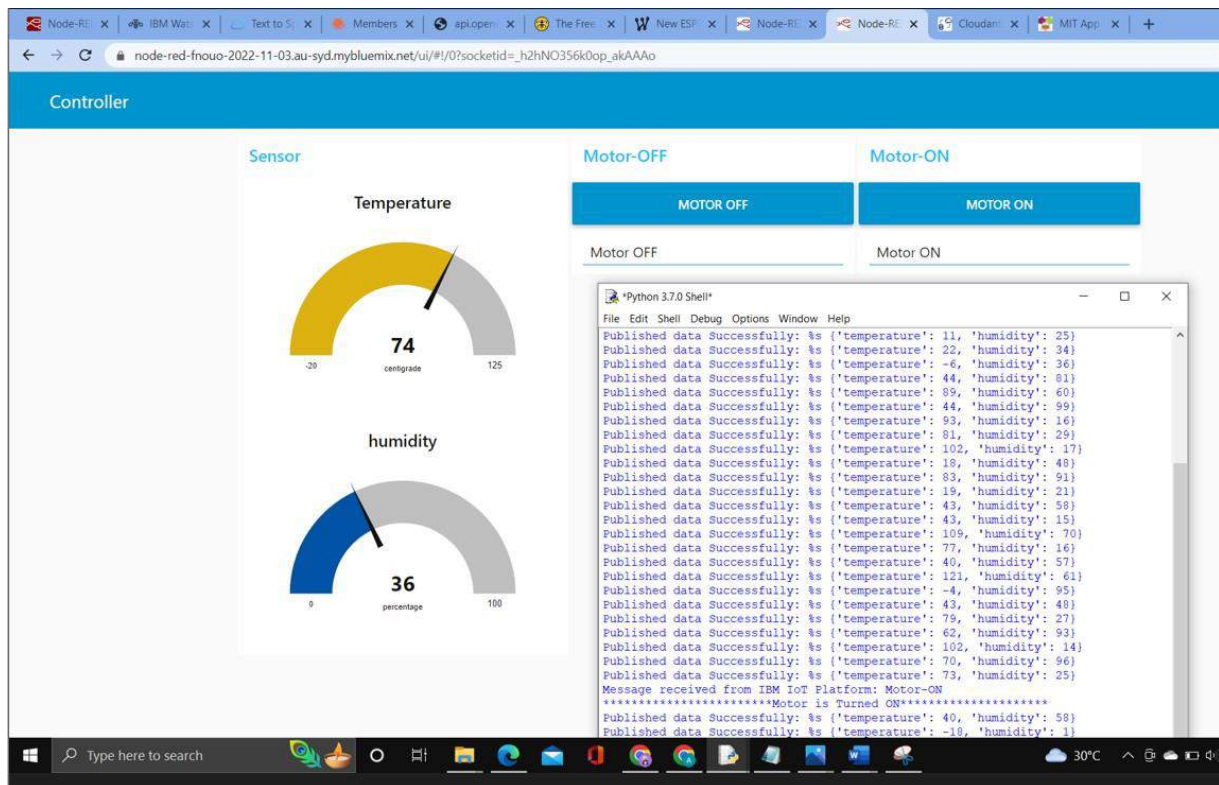 Node-RE
IBM Wat
Text to Sp
Members
api.open
The Free
New ESP
Node-RE
Node-RE
Cloudant
MIT App
node-red-fnouo-2022-11-03.au-syd.mybluemix.net/ui/#!/0?socketid=_h2hNO356k0op_akAAAo
Controller
Sensor
Temperature
74
centigrade
-20
125
humidity
36
percentage
0
100
Motor-OFF
MOTOR OFF
Motor OFF
Motor-ON
MOTOR ON
Motor ON
*Python 3.7.0 Shell*
File Edit Shell Debug Options Window Help
Published data Successfully: %s {'temperature': 11, 'humidity': 25}
Published data Successfully: %s {'temperature': 22, 'humidity': 34}
Published data Successfully: %s {'temperature': -6, 'humidity': 36}
Published data Successfully: %s {'temperature': 44, 'humidity': 81}
Published data Successfully: %s {'temperature': 89, 'humidity': 60}
Published data Successfully: %s {'temperature': 44, 'humidity': 99}
Published data Successfully: %s {'temperature': 93, 'humidity': 16}
Published data Successfully: %s {'temperature': 81, 'humidity': 29}
Published data Successfully: %s {'temperature': 102, 'humidity': 17}
Published data Successfully: %s {'temperature': 18, 'humidity': 48}
Published data Successfully: %s {'temperature': 83, 'humidity': 91}
Published data Successfully: %s {'temperature': 19, 'humidity': 21}
Published data Successfully: %s {'temperature': 43, 'humidity': 58}
Published data Successfully: %s {'temperature': 43, 'humidity': 15}
Published data Successfully: %s {'temperature': 109, 'humidity': 70}
Published data Successfully: %s {'temperature': 77, 'humidity': 16}
Published data Successfully: %s {'temperature': 40, 'humidity': 57}
Published data Successfully: %s {'temperature': 121, 'humidity': 61}
Published data Successfully: %s {'temperature': -4, 'humidity': 95}
Published data Successfully: %s {'temperature': 43, 'humidity': 48}
Published data Successfully: %s {'temperature': 79, 'humidity': 27}
Published data Successfully: %s {'temperature': 62, 'humidity': 93}
Published data Successfully: %s {'temperature': 102, 'humidity': 14}
Published data Successfully: %s {'temperature': 70, 'humidity': 96}
Published data Successfully: %s {'temperature': 73, 'humidity': 25}
Message received from IBM IoT Platform: Motor-ON
************************Motor is Turned ON*********************
Published data Successfully: %s {'temperature': 40, 'humidity': 58}
Published data Successfully: %s {'temperature': -18, 'humidity': 1}
Type here to search
30°C